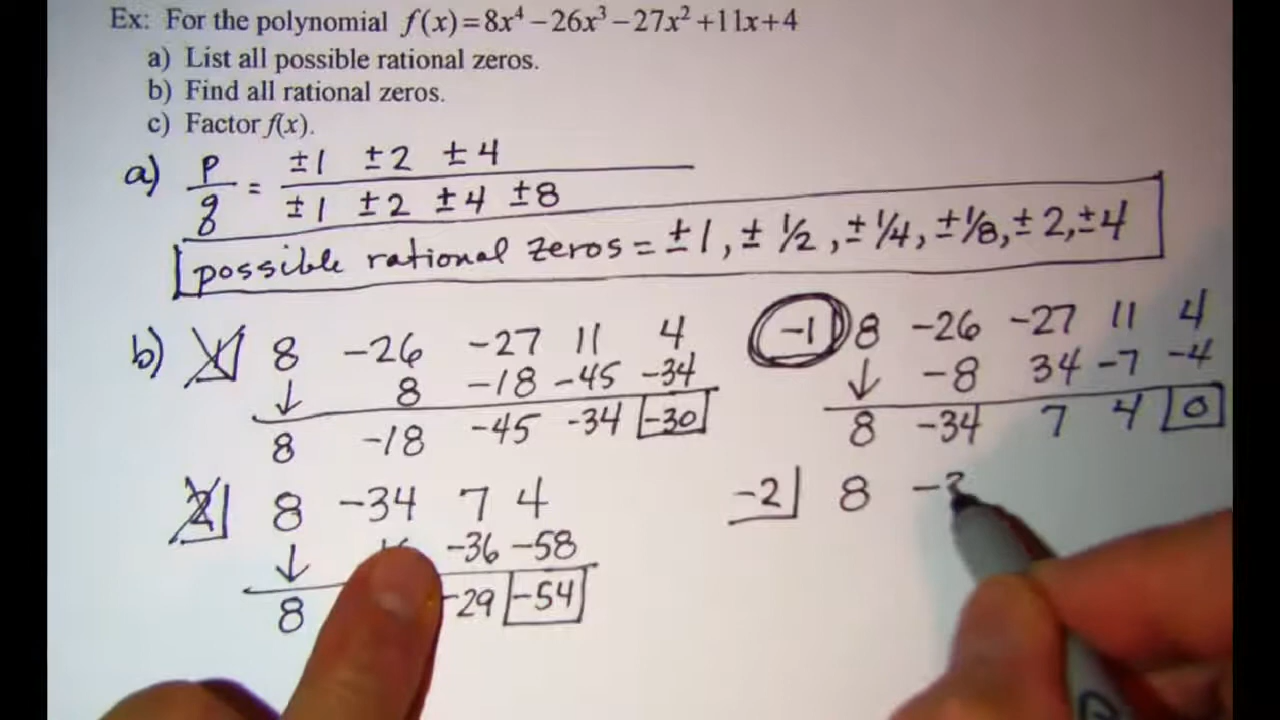 Ex: For the polynomial f(x)=8x⁴−26x³−27x²+11x+4
a) List all possible rational zeros.
b) Find all rational zeros.
c) Factor f(x).
a) p/q = ±1 ±2 ±4 / ±1 ±2 ±4 ±8
possible rational zeros = ±1, ± 1/2, ± 1/4, ± 1/8, ± 2, ±4
b) 1 8 -26 -27 11 4
↓ 8 -18 -45 -34
8 -18 -45 -34 -30
-1 8 -26 -27 11 4
↓ -8 34 -7 -4
8 -34 7 4 0
2 8 -34 7 4
↓ -36 -58
8 -29 -54
-2 8